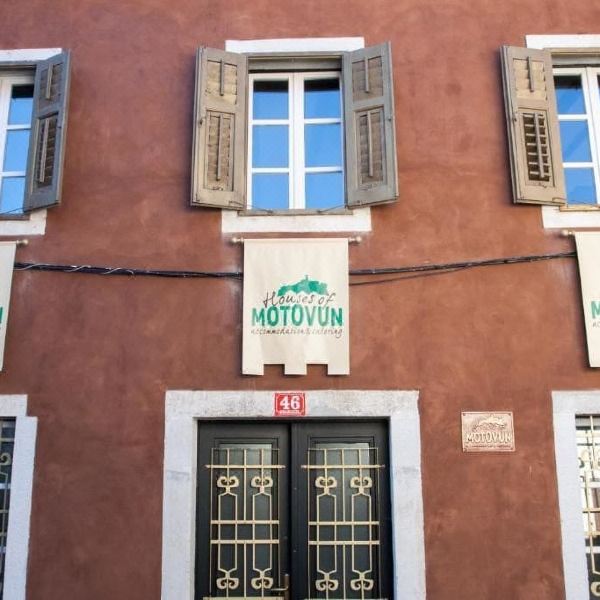 Houses of
MOTOVUN
accommodation & catering
46
MOTOVUN
M